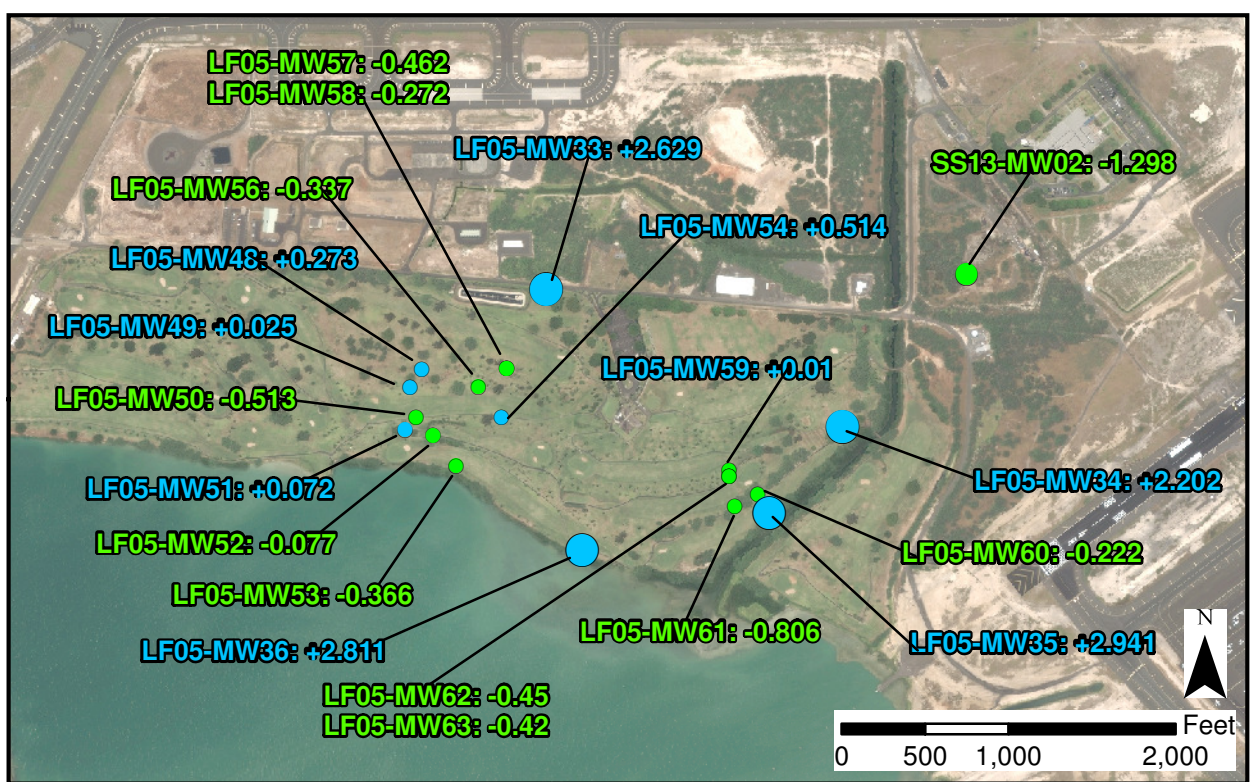 LF05-MW57: -0.462
LF05-MW58: -0.272
LF05-MW33: +2.629
SS13-MW02: -1.298
LF05-MW56: -0.337
LF05-MW54: +0.514
LF05-MW48: +0.273
LF05-MW49: +0.025
LF05-MW59: +0.01
LF05-MW50: -0.513
LF05-MW34: +2.202
LF05-MW51: +0.072
LF05-MW52: -0.077
LF05-MW60: -0.222
LF05-MW53: -0.366
LF05-MW61: -0.806
LF05-MW35: +2.941
LF05-MW36: +2.811
LF05-MW62: -0.45
LF05-MW63: -0.42
N
Feet
0 500 1,000 2,000